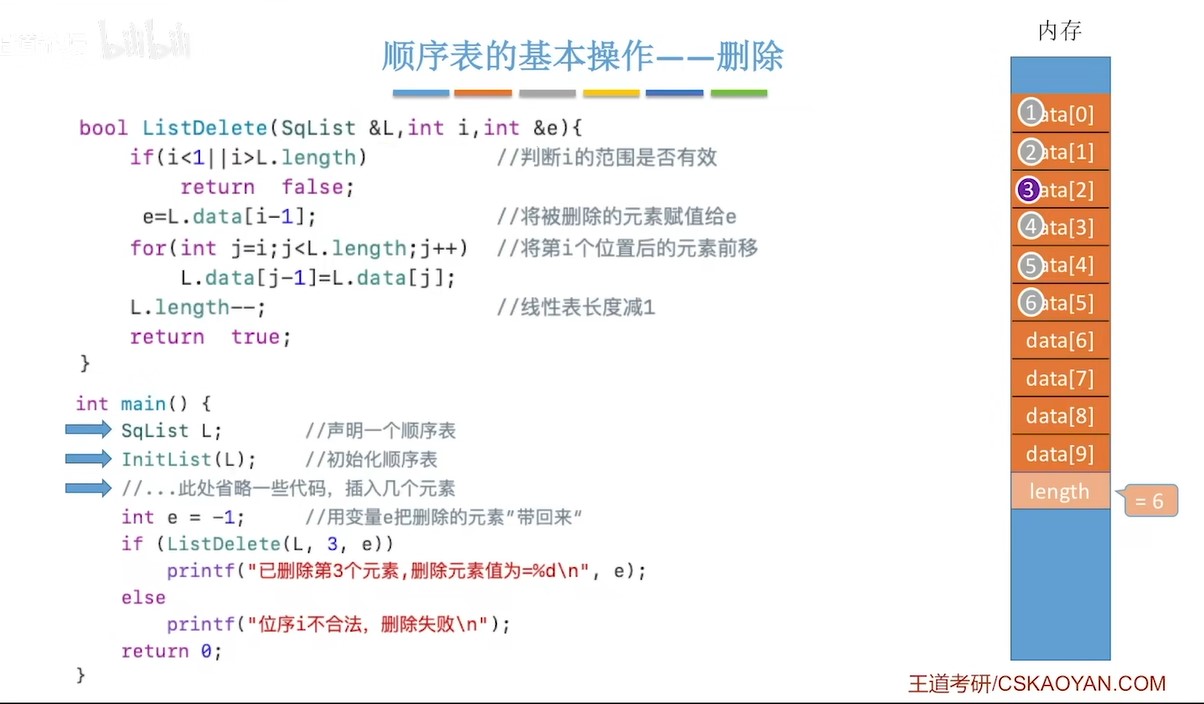 bilibili
顺序表的基本操作——删除
bool ListDelete(SqList &L,int i,int &e){
if(i<1||i>L.length) //判断i的范围是否有效
return false;
e=L.data[i-1]; //将被删除的元素赋值给e
for(int j=i;j<L.length;j++) //将第i个位置后的元素前移
L.data[j-1]=L.data[j];
L.length--; //线性表长度减1
return true;
}
int main() {
SqList L; //声明一个顺序表
InitList(L); //初始化顺序表
//...此处省略一些代码，插入几个元素
int e = -1; //用变量e把删除的元素"带回来"
if (ListDelete(L, 3, e))
printf("已删除第3个元素,删除元素值为=%d\n", e);
else
printf("位序i不合法，删除失败\n");
return 0;
}
内存
1 ata[0]
2 ata[1]
3 ata[2]
4 ata[3]
5 ata[4]
6 ata[5]
data[6]
data[7]
data[8]
data[9]
length
= 6
王道考研/CSKAOYAN.COM